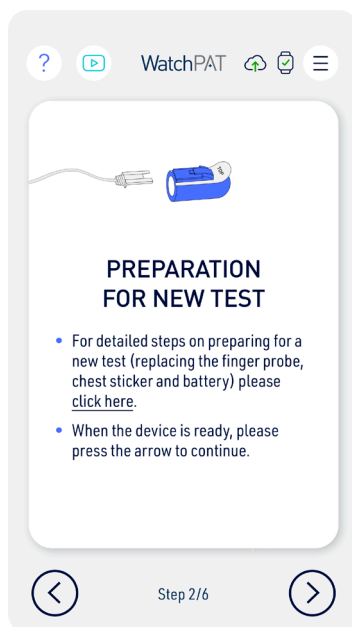 ?
WatchPAT
TOP
PREPARATION
FOR NEW TEST
• For detailed steps on preparing for a
new test (replacing the finger probe,
chest sticker and battery) please
click here.
• When the device is ready, please
press the arrow to continue.
Step 2/6